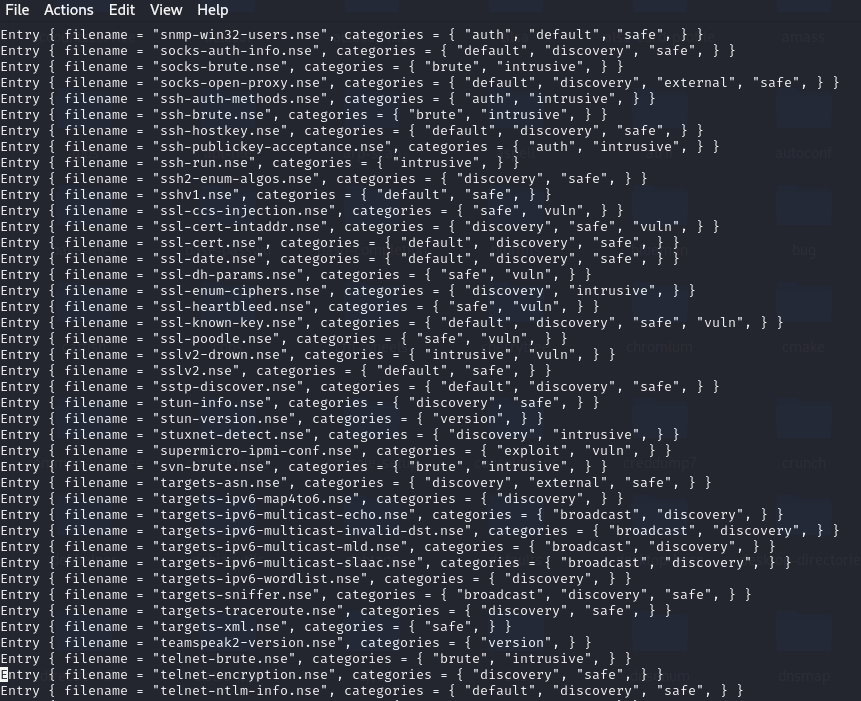 File Actions Edit View Help
Entry { filename = "snmp-win32-users.nse", categories = { "auth", "default", "safe", } }
Entry { filename = "socks-auth-info.nse", categories = { "default", "discovery", "safe", } }
Entry { filename = "socks-brute.nse", categories = { "brute", "intrusive", } }
Entry { filename = "socks-open-proxy.nse", categories = { "default", "discovery", "external", "safe", } }
Entry { filename = "ssh-auth-methods.nse", categories = { "auth", "intrusive", } }
Entry { filename = "ssh-brute.nse", categories = { "brute", "intrusive", } }
Entry { filename = "ssh-hostkey.nse", categories = { "default", "discovery", "safe", } }
Entry { filename = "ssh-publickey-acceptance.nse", categories = { "auth", "intrusive", } }
Entry { filename = "ssh-run.nse", categories = { "intrusive", } }
Entry { filename = "ssh2-enum-algos.nse", categories = { "discovery", "safe", } }
Entry { filename = "sshv1.nse", categories = { "default", "safe", } }
Entry { filename = "ssl-ccs-injection.nse", categories = { "safe", "vuln", } }
Entry { filename = "ssl-cert-intaddr.nse", categories = { "discovery", "safe", "vuln", } }
Entry { filename = "ssl-cert.nse", categories = { "default", "discovery", "safe", } }
Entry { filename = "ssl-date.nse", categories = { "default", "discovery", "safe", } }
Entry { filename = "ssl-dh-params.nse", categories = { "safe", "vuln", } }
Entry { filename = "ssl-enum-ciphers.nse", categories = { "discovery", "intrusive", } }
Entry { filename = "ssl-heartbleed.nse", categories = { "safe", "vuln", } }
Entry { filename = "ssl-known-key.nse", categories = { "default", "discovery", "safe", "vuln", } }
Entry { filename = "ssl-poodle.nse", categories = { "safe", "vuln", } }
Entry { filename = "sslv2-drown.nse", categories = { "intrusive", "vuln", } }
Entry { filename = "sslv2.nse", categories = { "default", "safe", } }
Entry { filename = "sstp-discover.nse", categories = { "default", "discovery", "safe", } }
Entry { filename = "stun-info.nse", categories = { "discovery", "safe", } }
Entry { filename = "stun-version.nse", categories = { "version", } }
Entry { filename = "stuxnet-detect.nse", categories = { "discovery", "intrusive", } }
Entry { filename = "supermicro-ipmi-conf.nse", categories = { "exploit", "vuln", } }
Entry { filename = "svn-brute.nse", categories = { "brute", "intrusive", } }
Entry { filename = "targets-asn.nse", categories = { "discovery", "external", "safe", } }
Entry { filename = "targets-ipv6-map4to6.nse", categories = { "discovery", } }
Entry { filename = "targets-ipv6-multicast-echo.nse", categories = { "broadcast", "discovery", } }
Entry { filename = "targets-ipv6-multicast-invalid-dst.nse", categories = { "broadcast", "discovery", } }
Entry { filename = "targets-ipv6-multicast-mld.nse", categories = { "broadcast", "discovery", } }
Entry { filename = "targets-ipv6-multicast-slaac.nse", categories = { "broadcast", "discovery", } }
Entry { filename = "targets-ipv6-wordlist.nse", categories = { "discovery", } }
Entry { filename = "targets-sniffer.nse", categories = { "broadcast", "discovery", "safe", } }
Entry { filename = "targets-traceroute.nse", categories = { "discovery", "safe", } }
Entry { filename = "targets-xml.nse", categories = { "safe", } }
Entry { filename = "teamspeak2-version.nse", categories = { "version", } }
Entry { filename = "telnet-brute.nse", categories = { "brute", "intrusive", } }
Entry { filename = "telnet-encryption.nse", categories = { "discovery", "safe", } }
Entry { filename = "telnet-ntlm-info.nse", categories = { "default", "discovery", "safe", } }
amass
autoconf
bug
chromium
cmake
creddump7
crunch
dnsmap